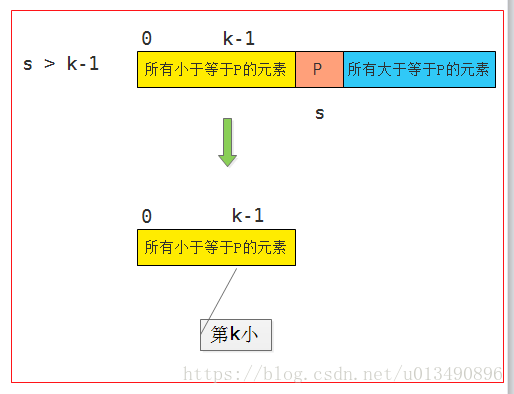 0 k-1
s > k-1
所有小于等于P的元素 P 所有大于等于P的元素
s
0 k-1
所有小于等于P的元素
第k小
https://blog.csdn.net/u013490896